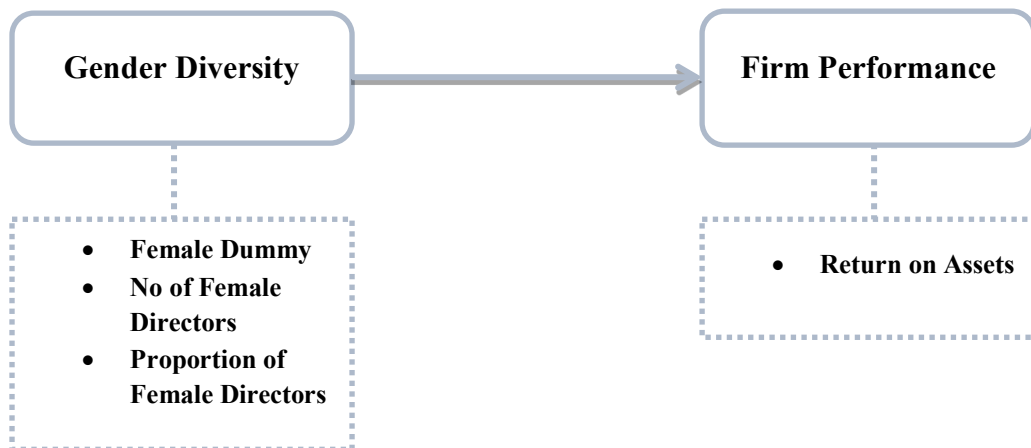 Gender Diversity
Firm Performance
• Female Dummy
• No of Female
Directors
• Proportion of
Female Directors
• Return on Assets